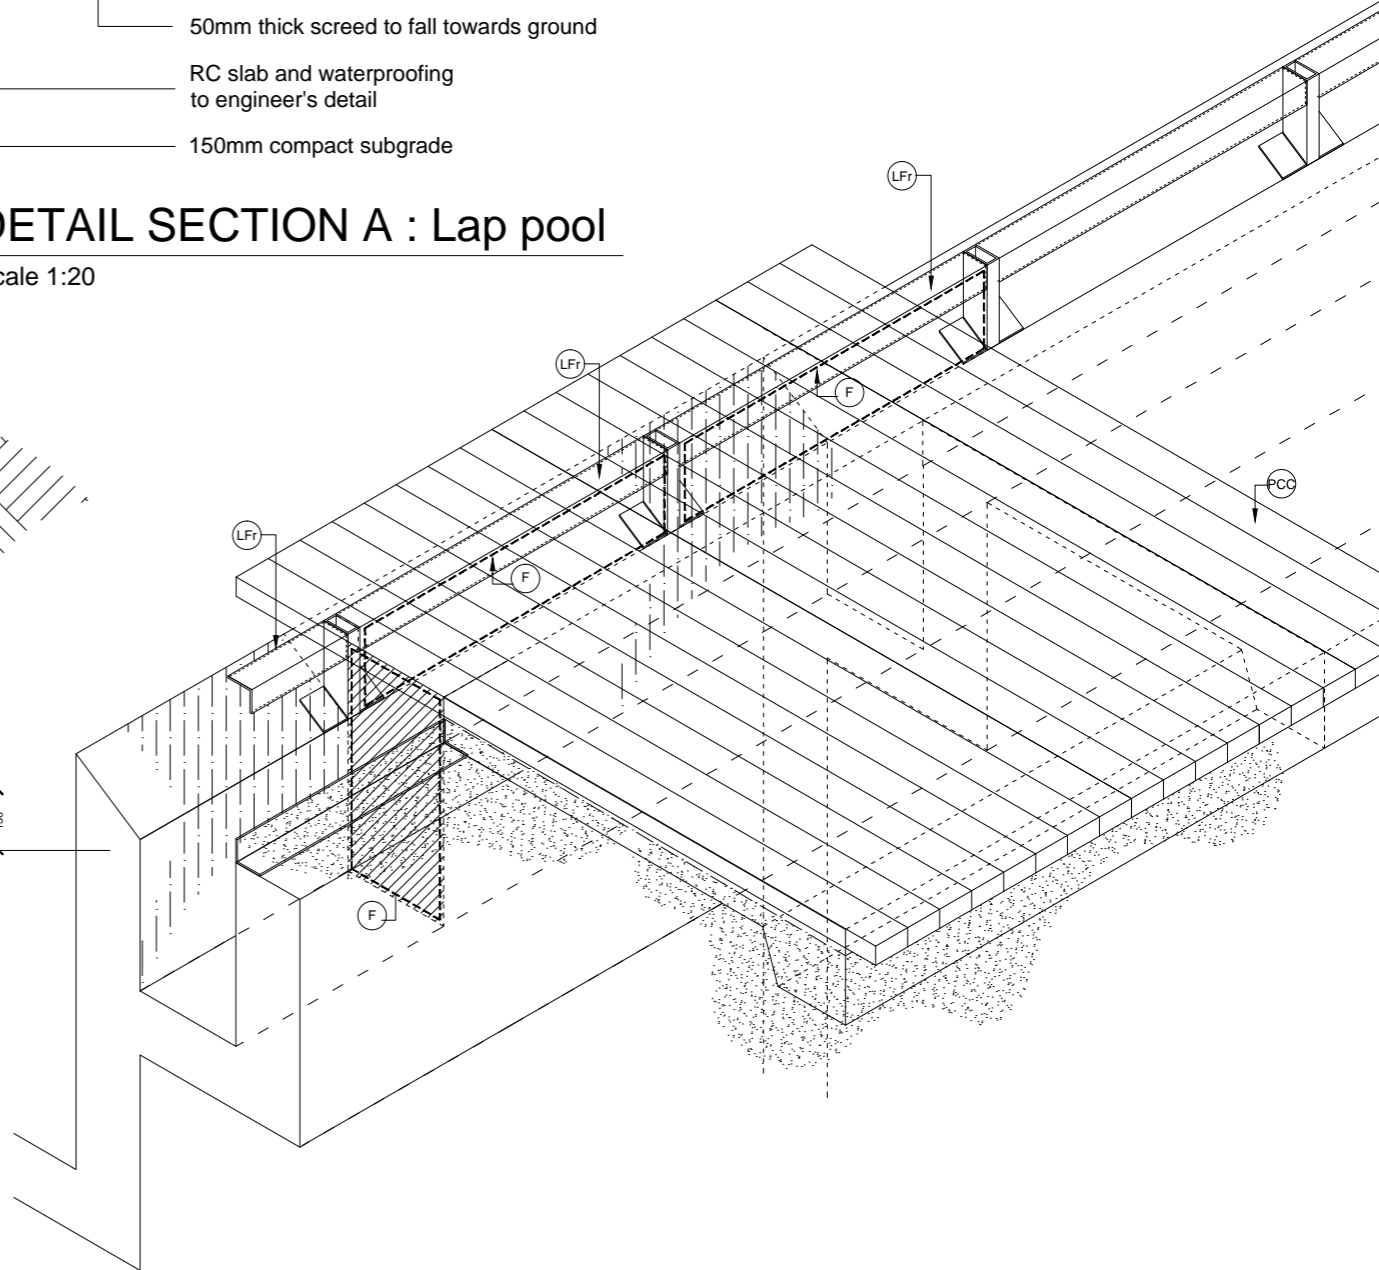 50mm thick screed to fall towards ground
RC slab and waterproofing
to engineer's detail
150mm compact subgrade
DETAIL SECTION A : Lap pool
cale 1:20
LFr
LFr
F
LFr
F
PCC
F